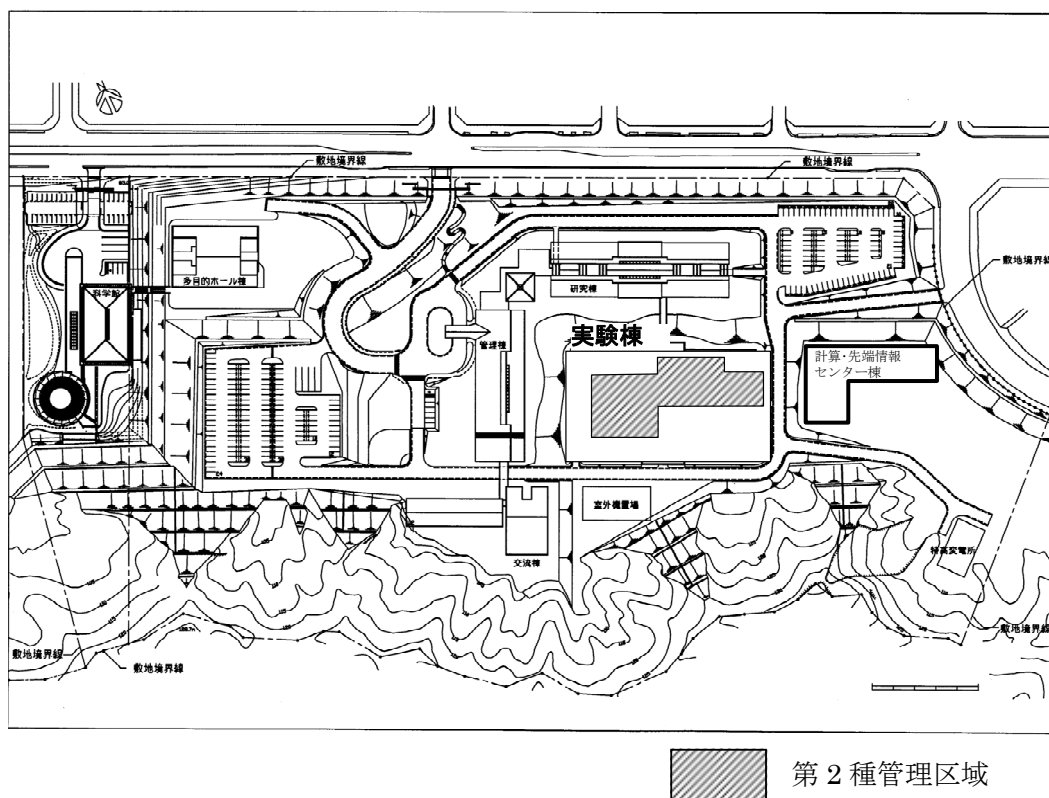 敷地境界線
敷地境界線
多目的ホール棟
科学館
研究棟
敷地境界線
管理棟
実験棟
計算・先端情報
センター棟
室外機置場
交流棟
特高変電所
敷地境界線
敷地境界線
敷地境界線
第2種管理区域